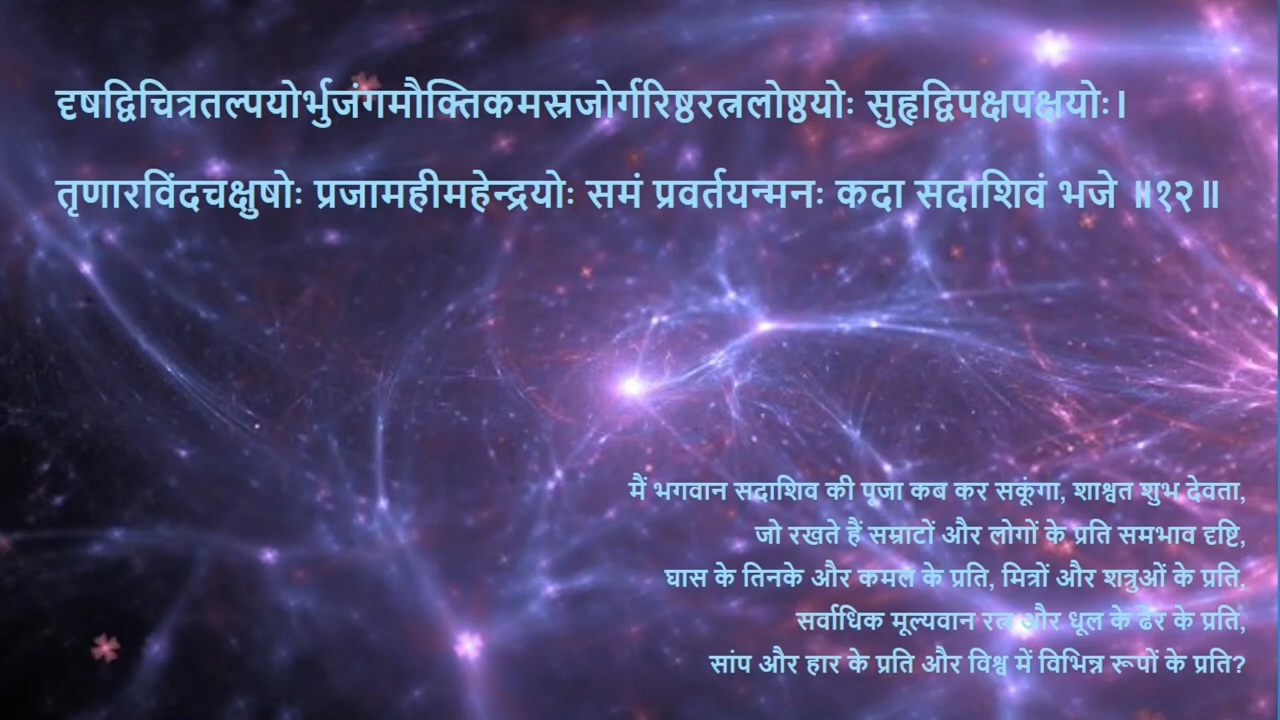 दृषद्विचित्रतल्पयोर्भुजंगमौक्तिकमस्रजोर्गरिष्ठरत्नलोष्ठयोः सुहृद्विपक्षपक्षयोः।
तृणारविंदचक्षुषोः प्रजामहीमहेन्द्रयोः समं प्रवर्तयन्मनः कदा सदाशिवं भजे ॥१२॥
मैं भगवान सदाशिव की पूजा कब कर सकूंगा, शाश्वत शुभ देवता,
जो रखते हैं सम्राटों और लोगों के प्रति समभाव दृष्टि,
घास के तिनके और कमल के प्रति, मित्रों और शत्रुओं के प्रति,
सर्वाधिक मूल्यवान रत्न और धूल के ढेर के प्रति,
सांप और हार के प्रति और विश्व में विभिन्न रूपों के प्रति?